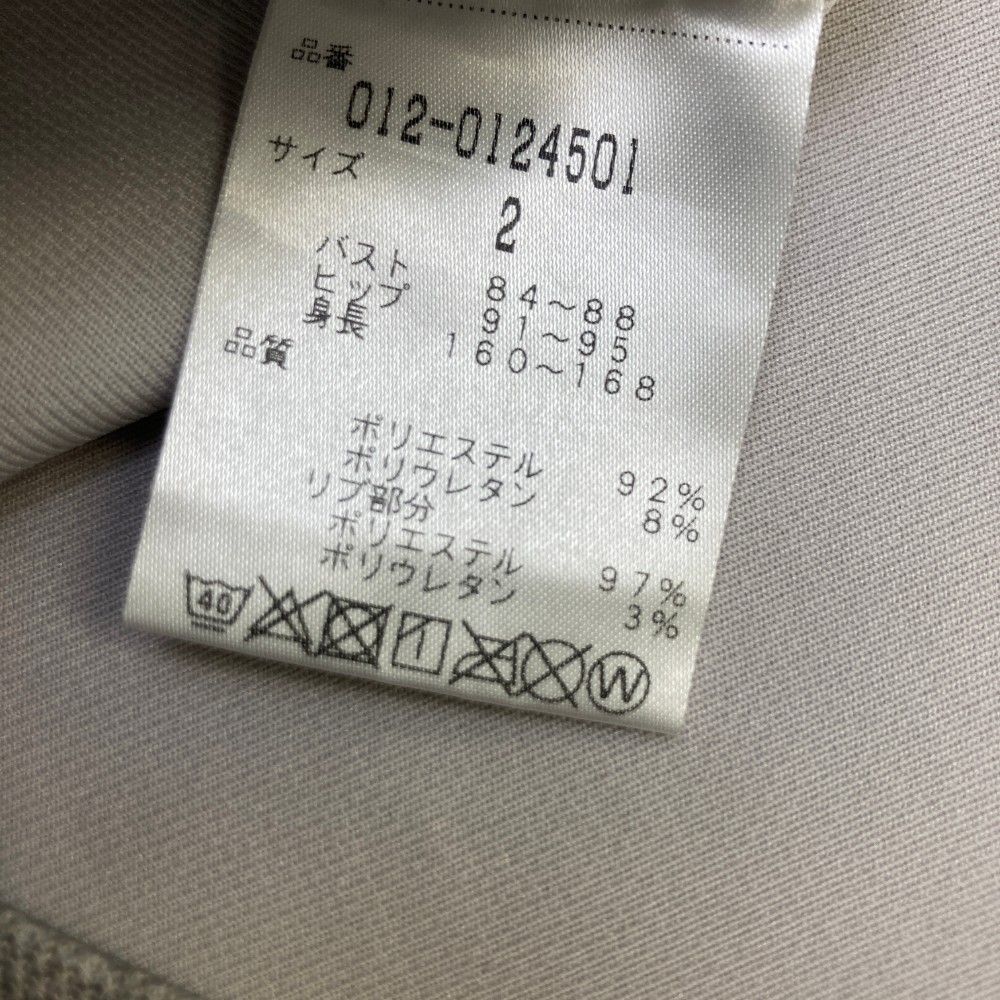 品番
012-0124501
サイズ
2
バスト 84~88
ヒップ 91~95
身長 160~168
品質
ポリエステル 92%
ポリウレタン 8%
リブ部分
ポリエステル 97%
ポリウレタン 3%
40 W